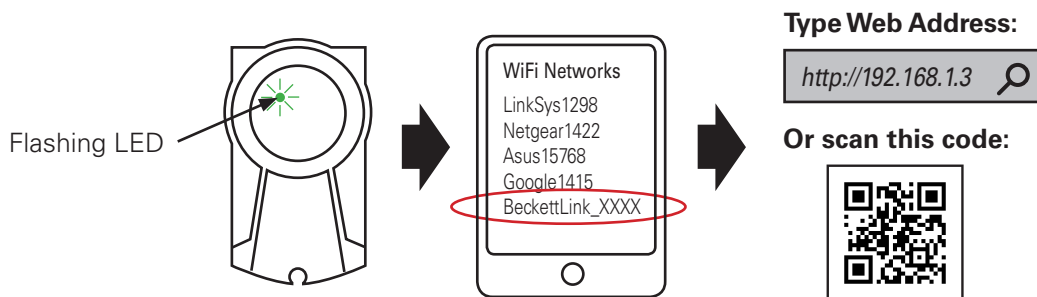 Flashing LED
WiFi Networks
LinkSys1298
Netgear1422
Asus15768
Google1415
BeckettLink_XXXX
Type Web Address:
http://192.168.1.3
Or scan this code: